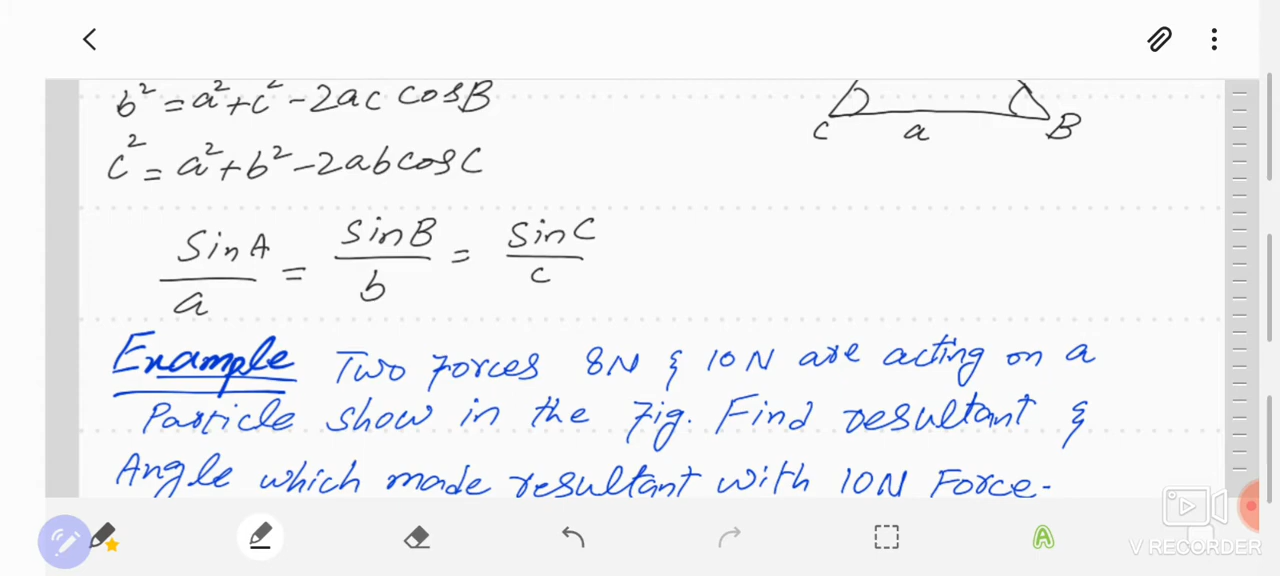 b² = a² + c² - 2ac cosB
c² = a² + b² - 2ab cosC
C a B
SinA/a = SinB/b = SinC/c
Example Two Forces 8N & 10N are acting on a
Particle show in the Fig. Find resultant &
Angle which made resultant with 10N Force-
A
V RECORDER